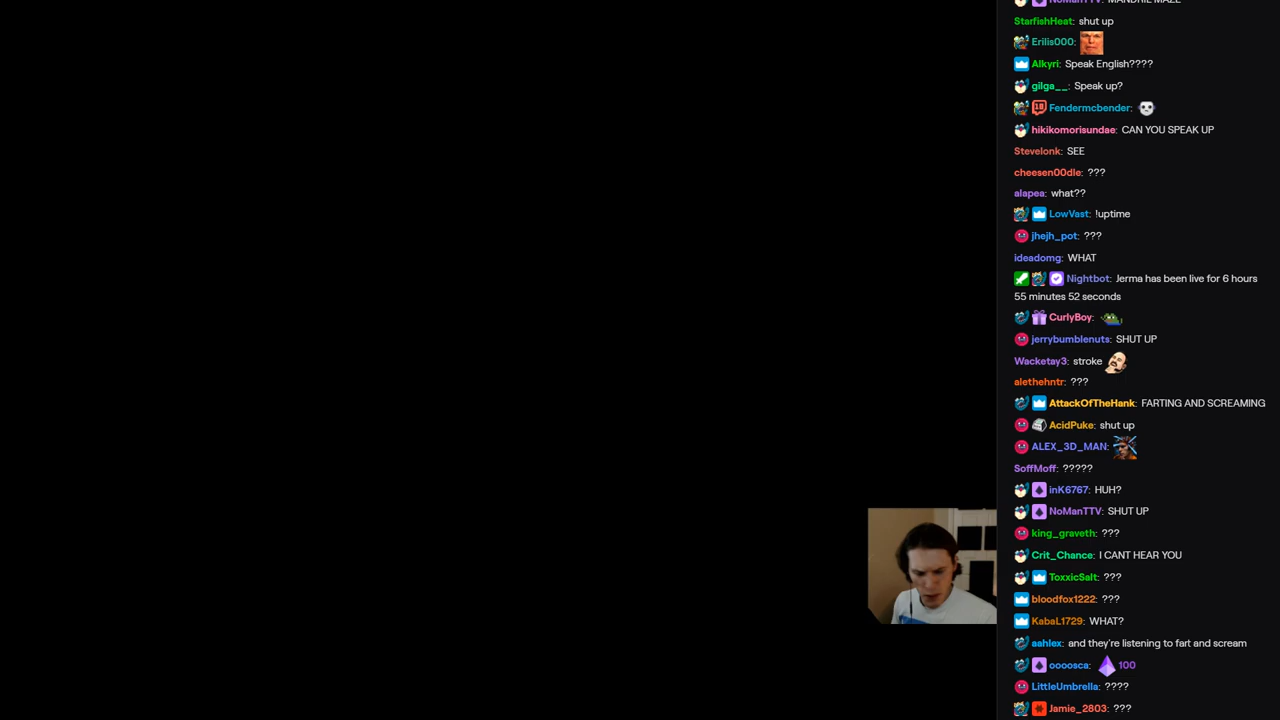 NoManTTV: MANDRIL MAZE
StarfishHeat: shut up
Erilis000:
Alkyri: Speak English????
gilga__: Speak up?
Fendermcbender:
hikikomorisundae: CAN YOU SPEAK UP
Stevelonk: SEE
cheesen00dle: ???
alapea: what??
LowVast: !uptime
jhejh_pot: ???
ideadomg: WHAT
Nightbot: Jerma has been live for 6 hours
55 minutes 52 seconds
CurlyBoy:
jerrybumblenuts: SHUT UP
Wacketay3: stroke
alethehntr: ???
AttackOfTheHank: FARTING AND SCREAMING
AcidPuke: shut up
ALEX_3D_MAN:
SoffMoff: ?????
inK6767: HUH?
NoManTTV: SHUT UP
king_graveth: ???
Crit_Chance: I CANT HEAR YOU
ToxxicSalt: ???
bloodfox1222: ???
KabaL1729: WHAT?
aahlex: and they're listening to fart and scream
oooosca: 100
LittleUmbrella: ????
Jamie_2803: ???